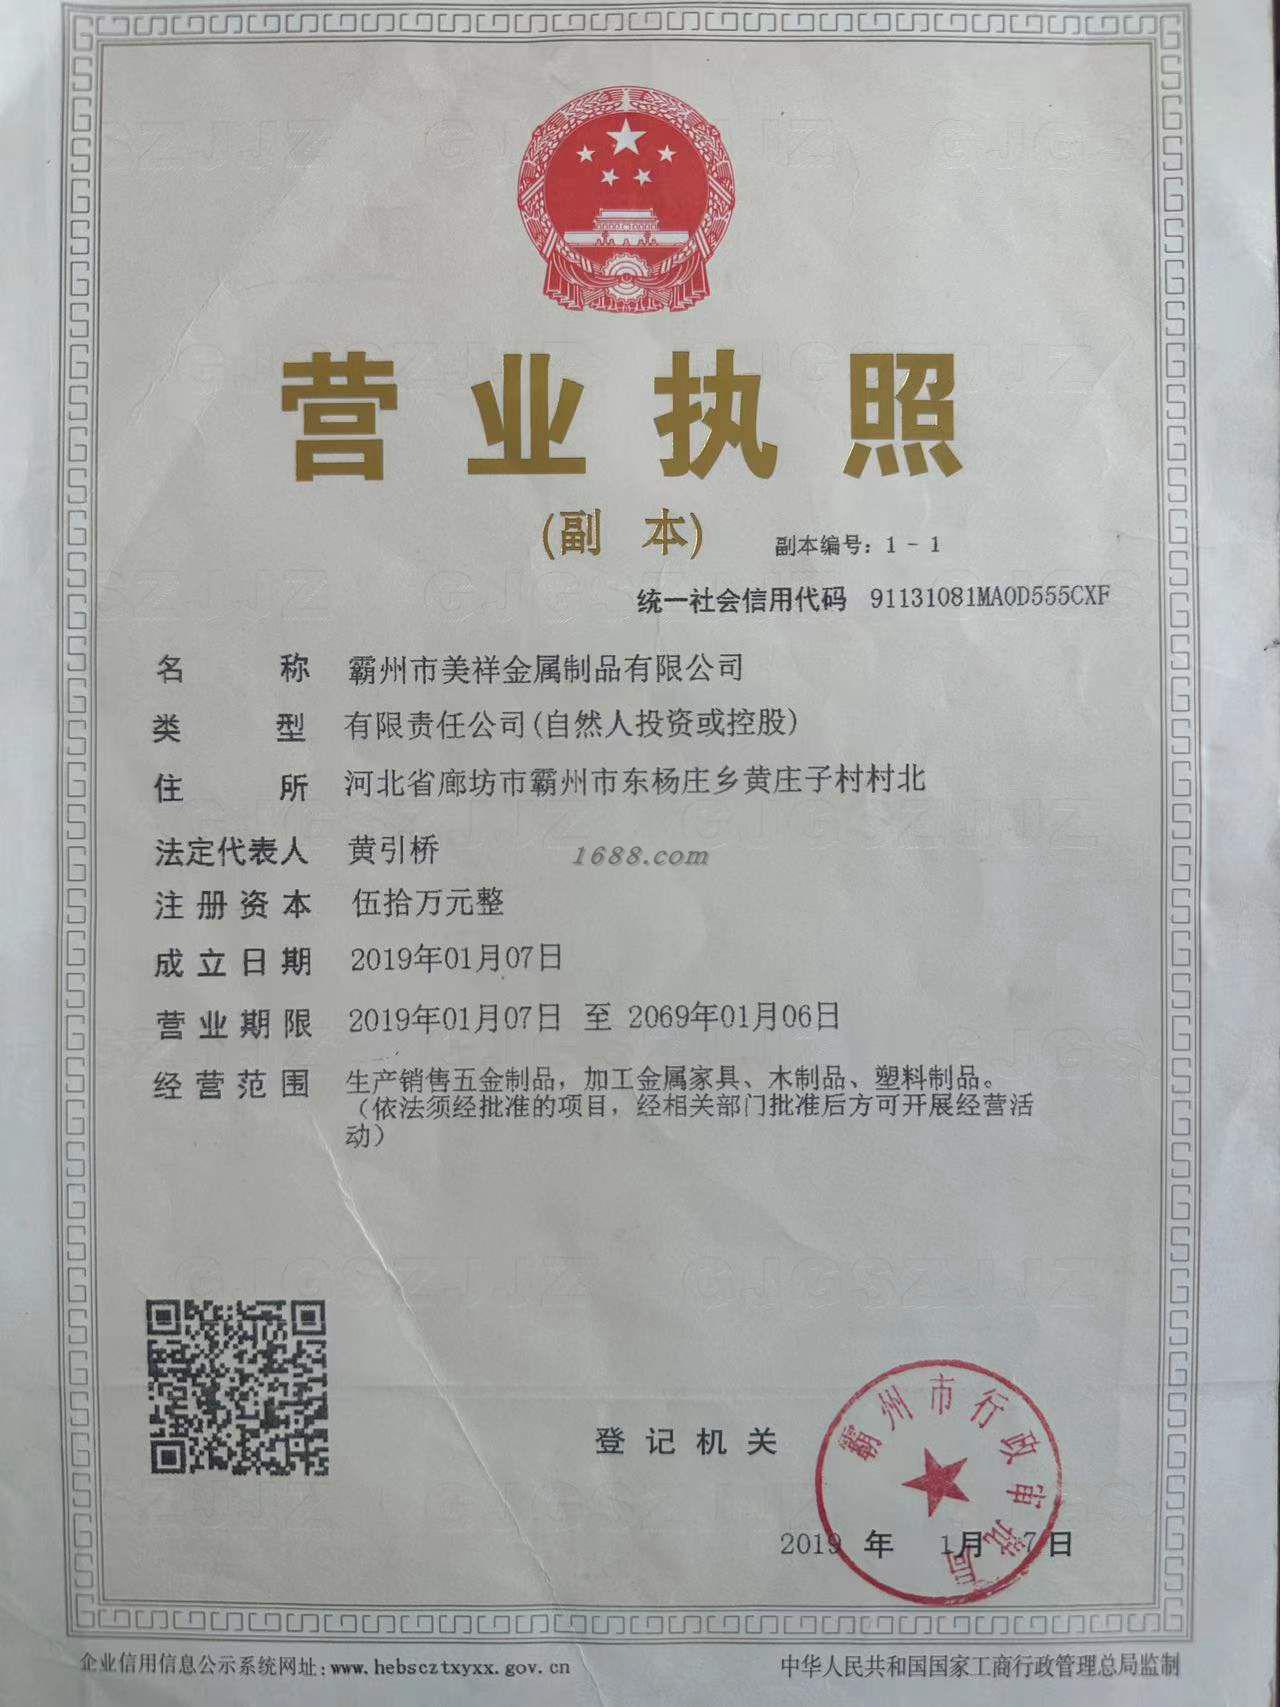 营业执照
(副 本)
副本编号：1-1
统一社会信用代码 91131081MA0D555CXF
名称 霸州市美祥金属制品有限公司
类型 有限责任公司(自然人投资或控股)
住所 河北省廊坊市霸州市东杨庄乡黄庄子村村北
法定代表人 黄引桥
1688.com
注册资本 伍拾万元整
成立日期 2019年01月07日
营业期限 2019年01月07日 至 2069年01月06日
经营范围 生产销售五金制品，加工金属家具、木制品、塑料制品。
（依法须经批准的项目，经相关部门批准后方可开展经营活
动）
登记机关
霸州市行政审批局
2019 年 1月 7 日
企业信用信息公示系统网址：www.hebscztxyxx.gov.cn
中华人民共和国国家工商行政管理总局监制